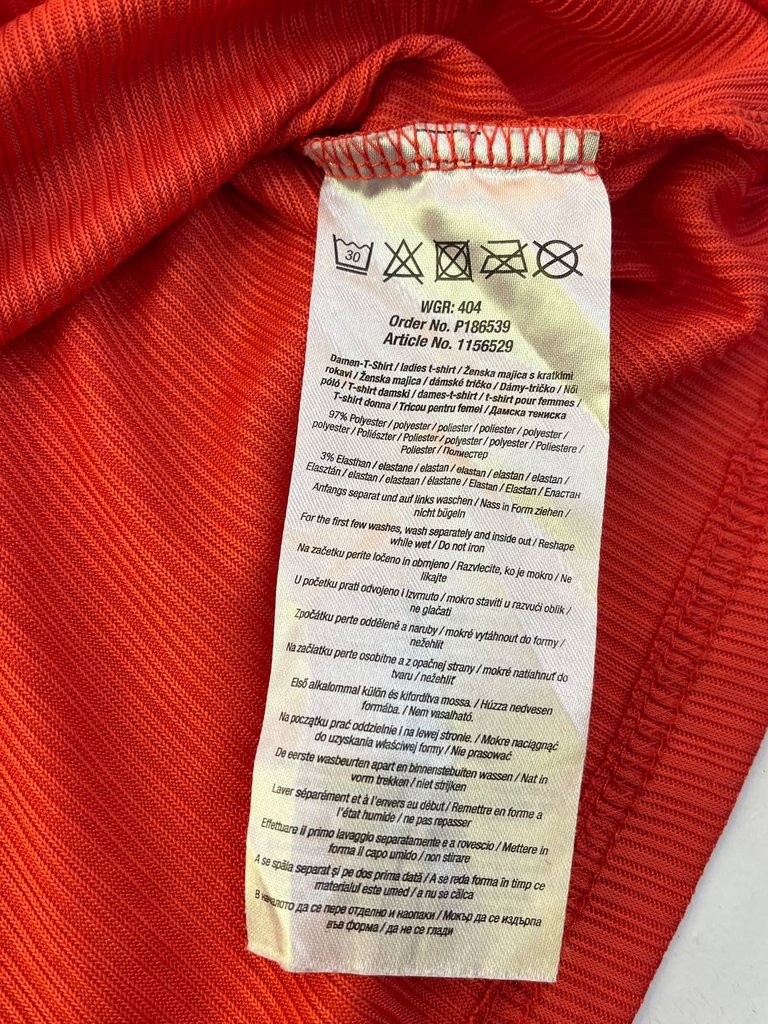 30
WGR: 404
Order No. P186539
Article No. 1156529
Damen-T-Shirt / ladies t-shirt / Ženska majica s kratkimi
rokavi / Ženska majica / dámské tričko / Dámy-tričko / Női
póló / T-shirt damski / dames-t-shirt / t-shirt pour femmes /
T-shirt donna / Tricou pentru femei / Дамска тениска
97% Polyester / polyester / poliester / poliester / polyester /
polyester / Poliészter / Poliester / polyester / polyester / Poliestere /
Poliester / Полиестер
3% Elasthan / elastane / elastan / elastan / elastan / elastan /
Elasztán / elastan / elastaan / élastane / Elastan / Elastan / Еластан
Anfangs separat und auf links waschen / Nass in Form ziehen /
nicht bügeln
For the first few washes, wash separately and inside out / Reshape
while wet / Do not iron
Na začetku perite ločeno in obrnjeno / Razvlecite, ko je mokro / Ne
likajte
U početku prati odvojeno i izvrnuto / mokro staviti u razvući oblik /
ne glačati
Zpočátku perte odděleně a naruby / mokré vytáhnout do formy /
nežehlit
Na začiatku perte osobitne a z opačnej strany / mokré natiahnuť do
tvaru / nežehliť
Első alkalommal külön és kifordítva mossa. / Húzza nedvesen
formába. / Nem vasalható.
Na początku prać oddzielnie i na lewej stronie. / Mokre naciągnąć
do uzyskania właściwej formy / Nie prasować
De eerste wasbeurten apart en binnenstebuiten wassen / Nat in
vorm trekken / niet strijken
Laver séparément et à l'envers au début / Remettre en forme a
l'état humide / ne pas repasser
Effettuare il primo lavaggio separatamente e a rovescio / Mettere in
forma il capo umido / non stirare
A se spăla separat și pe dos prima dată / A se reda forma în timp ce
materialul este umed / a nu se călca
В началото да се пере отделно и наопаки / Мокър да се издърпа
във форма / да не се глади